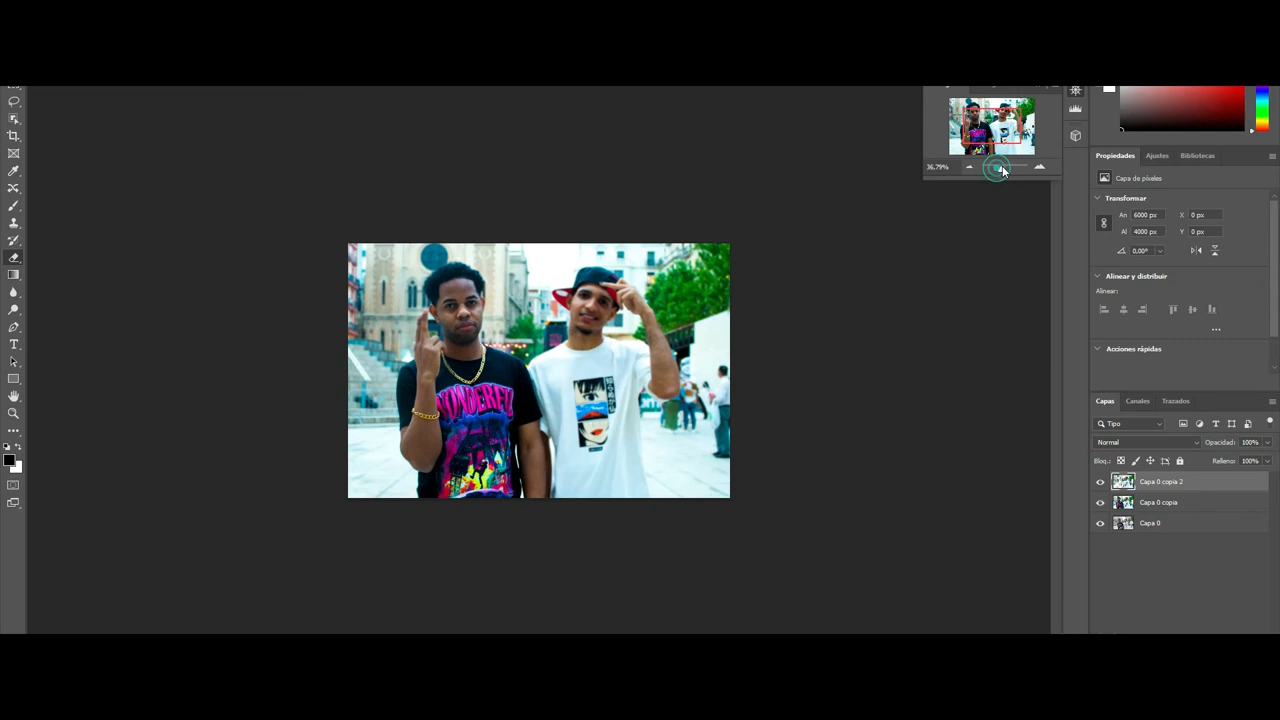 36,79%
Propiedades Ajustes Bibliotecas
Capa de píxeles
Transformar
An 6000 px X 0 px
Al 4000 px Y 0 px
0,00°
Alinear y distribuir
Alinear:
Acciones rápidas
Capas Canales Trazados
Tipo
Normal Opacidad: 100%
Bloq.: Relleno: 100%
Capa 0 copia 2
Capa 0 copia
Capa 0